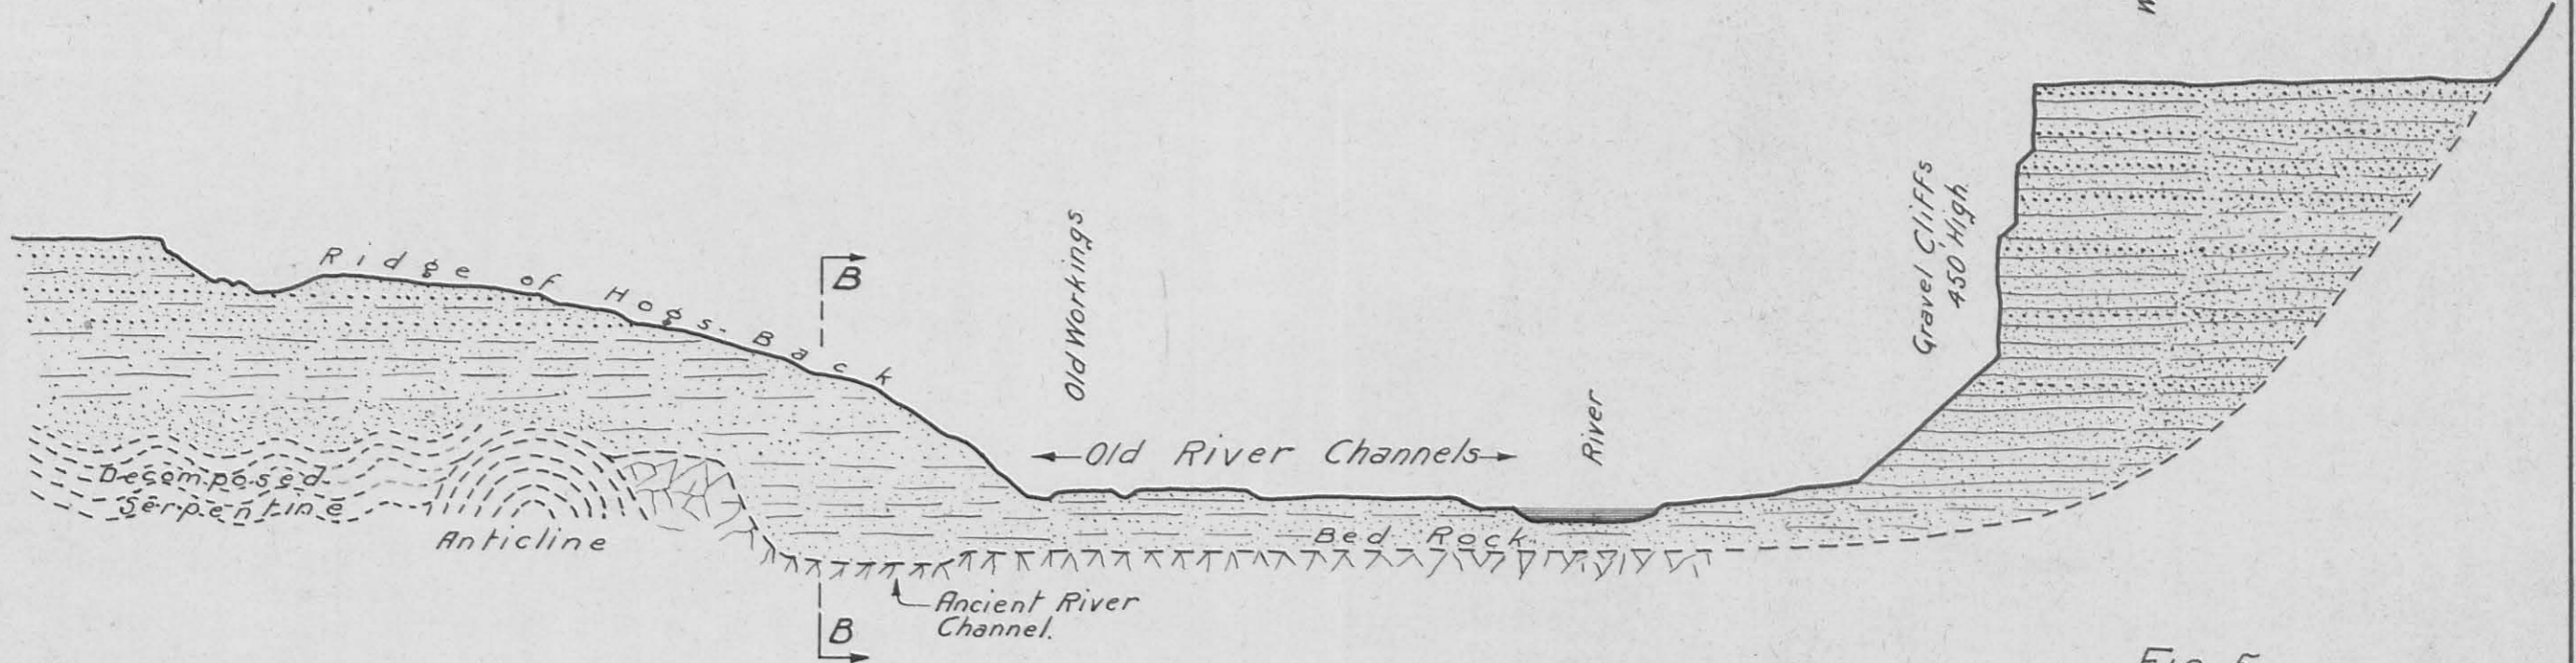 Ridge of Hogs-Back
B
Old Workings
Gravel Cliffs
450' High.
Old River Channels
River
Decomposed
Serpentine
Anticline
Bed Rock
Ancient River
Channel.
B